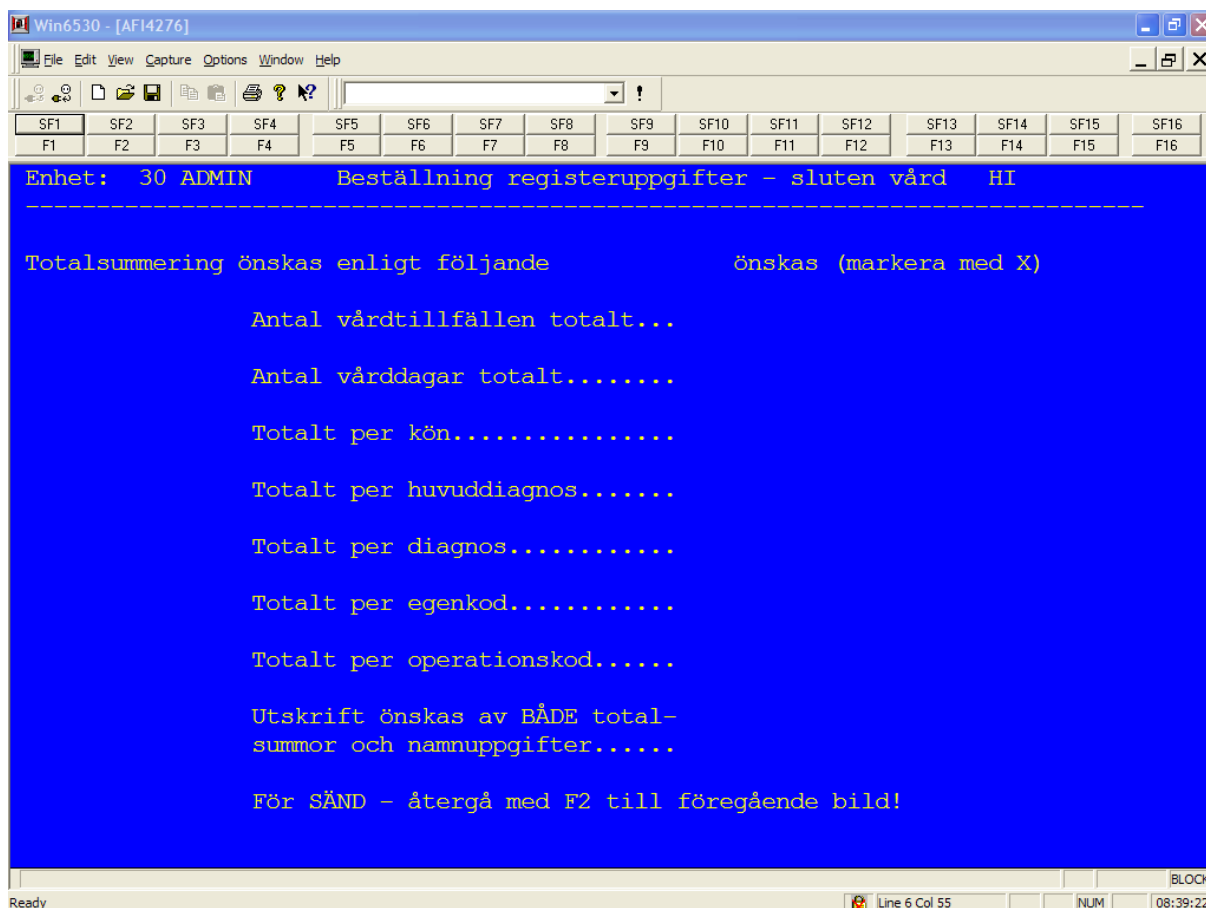 Win6530 - [AFI4276]
File Edit View Capture Options Window Help
SF1 SF2 SF3 SF4 SF5 SF6 SF7 SF8 SF9 SF10 SF11 SF12 SF13 SF14 SF15 SF16
F1 F2 F3 F4 F5 F6 F7 F8 F9 F10 F11 F12 F13 F14 F15 F16
Enhet: 30 ADMIN Beställning registeruppgifter - sluten vård HI
-------------------------------------------------------------------------------
Totalsummering önskas enligt följande önskas (markera med X)
Antal vårdtillfällen totalt...
Antal vårddagar totalt........
Totalt per kön................
Totalt per huvuddiagnos.......
Totalt per diagnos............
Totalt per egenkod............
Totalt per operationskod......
Utskrift önskas av BÅDE total-
summor och namnuppgifter......
För SÄND - återgå med F2 till föregående bild!
BLOCK
Ready Line 6 Col 55 NUM 08:39:22